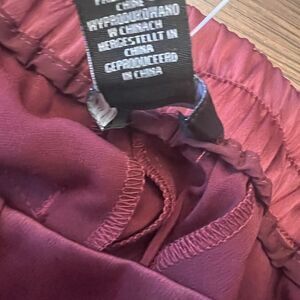 CHINE
WYPRODUKOWANO
W CHINACH
HERGESTELLT IN
CHINA
GEPRODUCEERD
IN CHINA